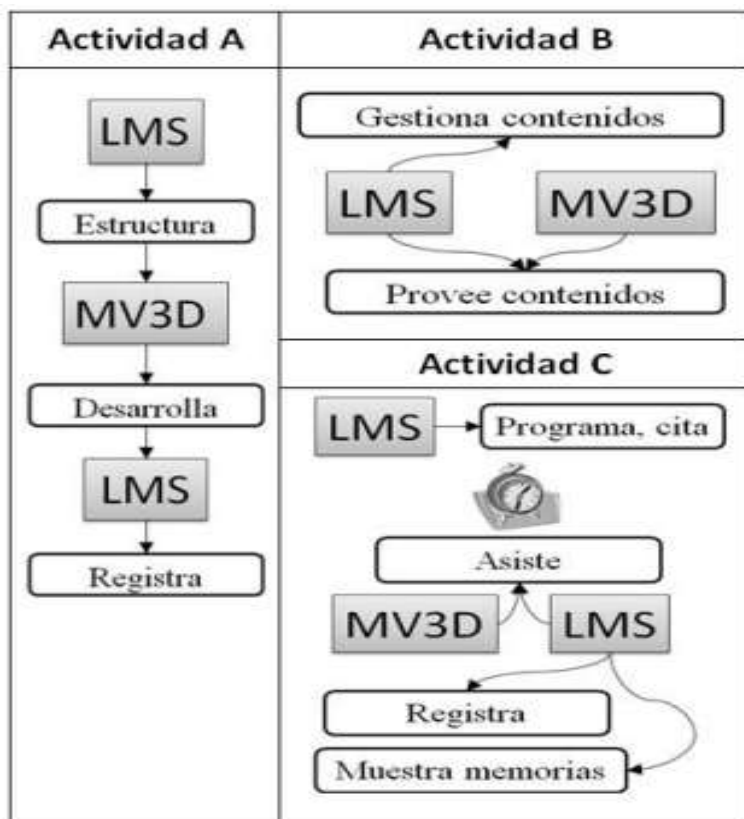 Actividad A
LMS
Estructura
MV3D
Desarrolla
LMS
Registra
Actividad B
Gestiona contenidos
LMS
MV3D
Provee contenidos
Actividad C
LMS
Programa, cita
Asiste
MV3D
LMS
Registra
Muestra memorias